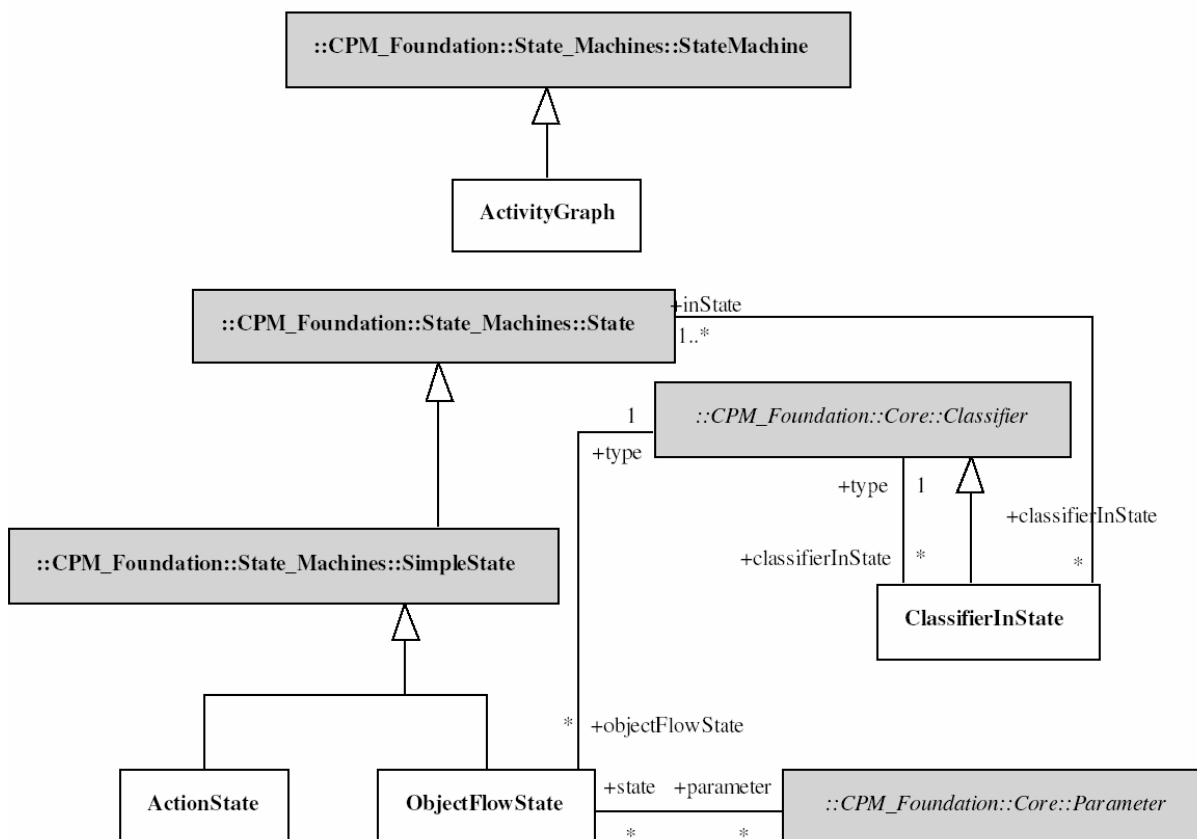 ::CPM_Foundation::State_Machines::StateMachine
ActivityGraph
+inState
::CPM_Foundation::State_Machines::State
1..*
1
::CPM_Foundation::Core::Classifier
+type
+type 1
+classifierInState
+classifierInState *
*
::CPM_Foundation::State_Machines::SimpleState
ClassifierInState
* +objectFlowState
ActionState
ObjectFlowState
+state +parameter
::CPM_Foundation::Core::Parameter
* *